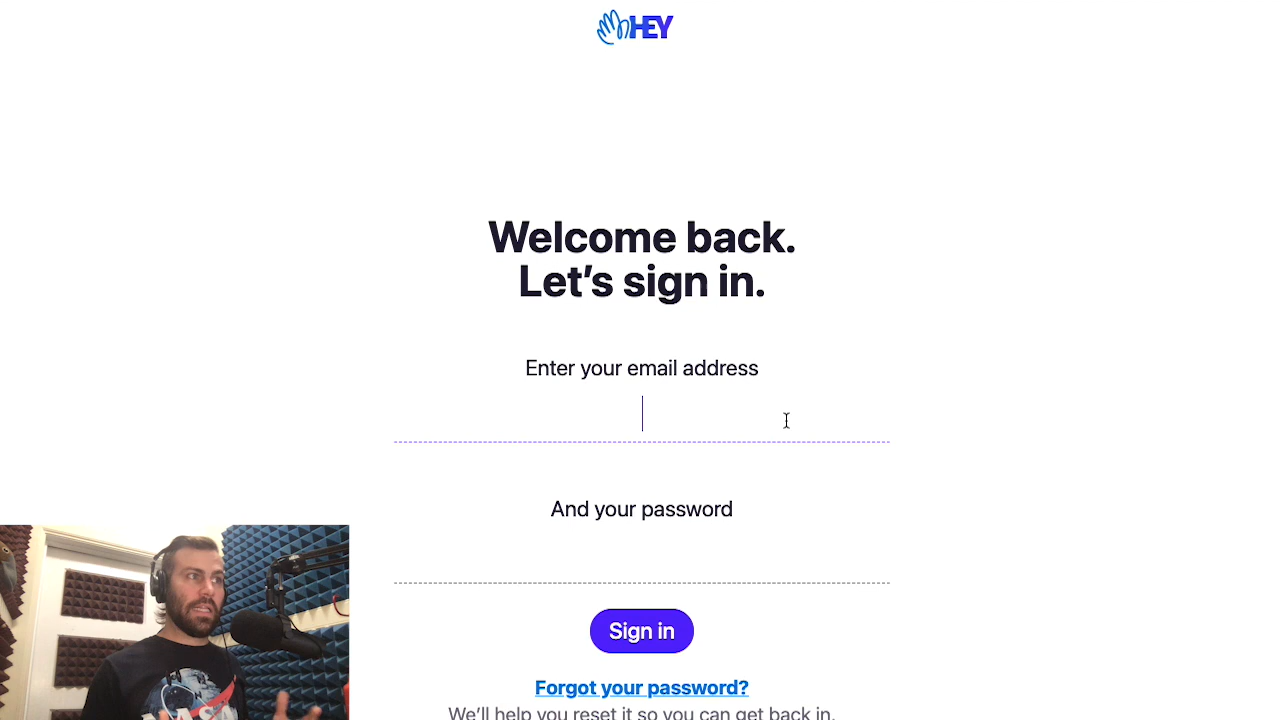 HEY
Welcome back.
Let's sign in.
Enter your email address
And your password
Sign in
Forgot your password?
We'll help you reset it so you can get back in.
NASA